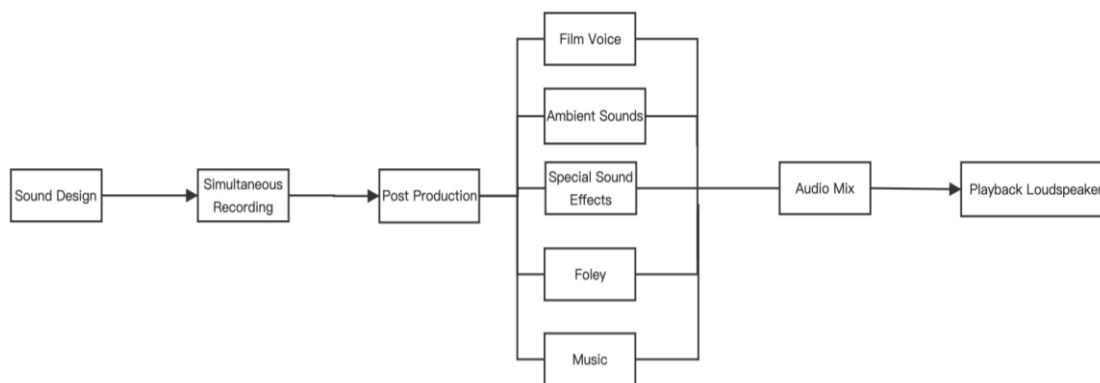 Sound Design
Simultaneous
Recording
Post Production
Film Voice
Ambient Sounds
Special Sound
Effects
Foley
Music
Audio Mix
Playback Loudspeaker